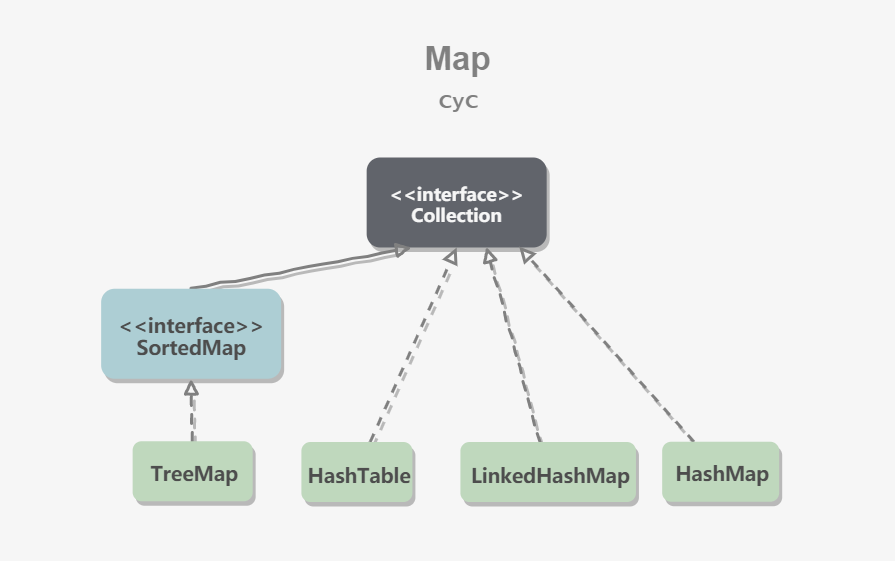 Map
CyC
<<interface>>
Collection
<<interface>>
SortedMap
TreeMap
HashTable
LinkedHashMap
HashMap